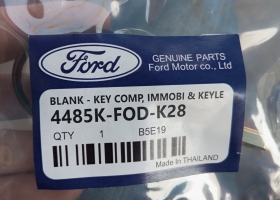 Ford
GENUINE PARTS
Ford Motor co., Ltd
BLANK - KEY COMP, IMMOBI & KEYLE
4485K-FOD-K28
QTY 1 B5E19
Made In THAILAND